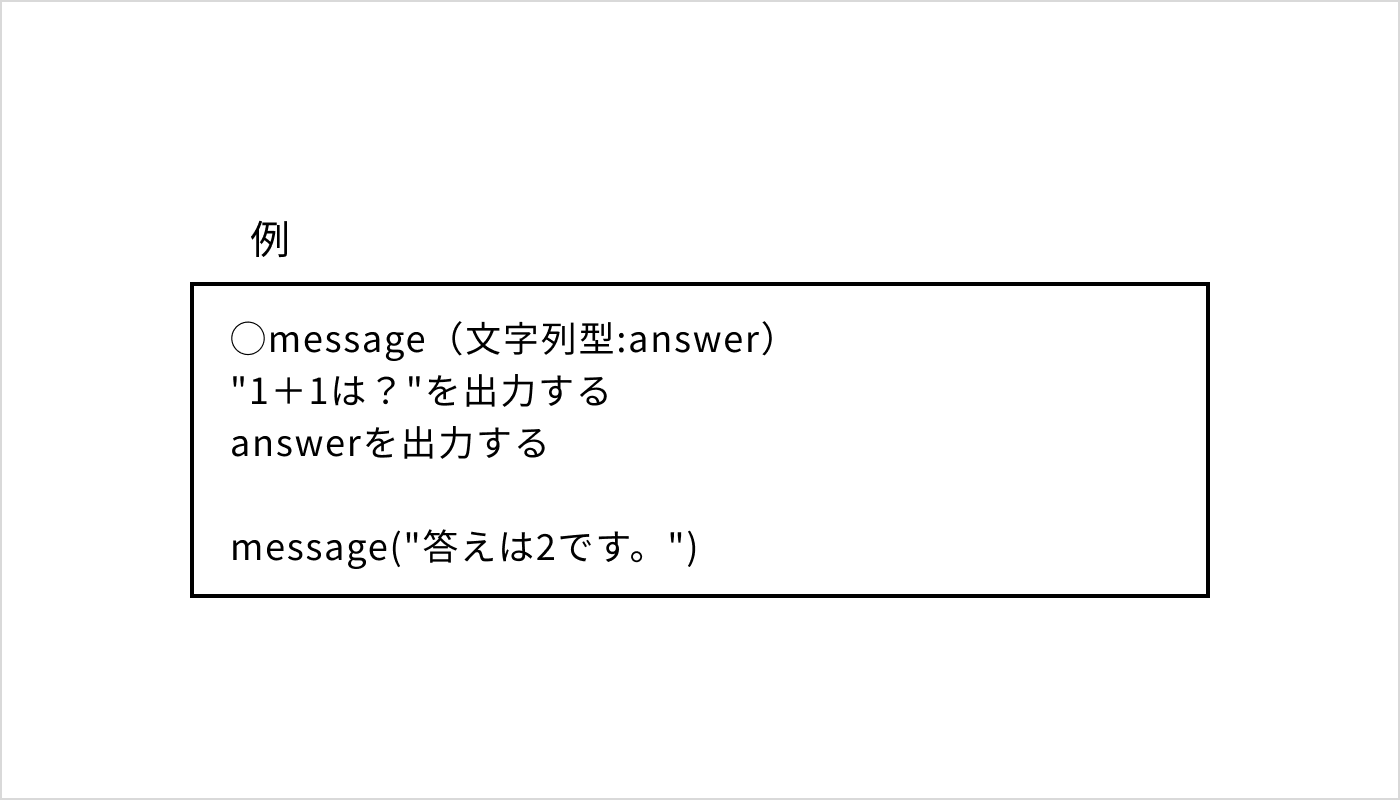 例
◯message（文字列型:answer）
"1＋1は？"を出力する
answerを出力する
message("答えは2です。")